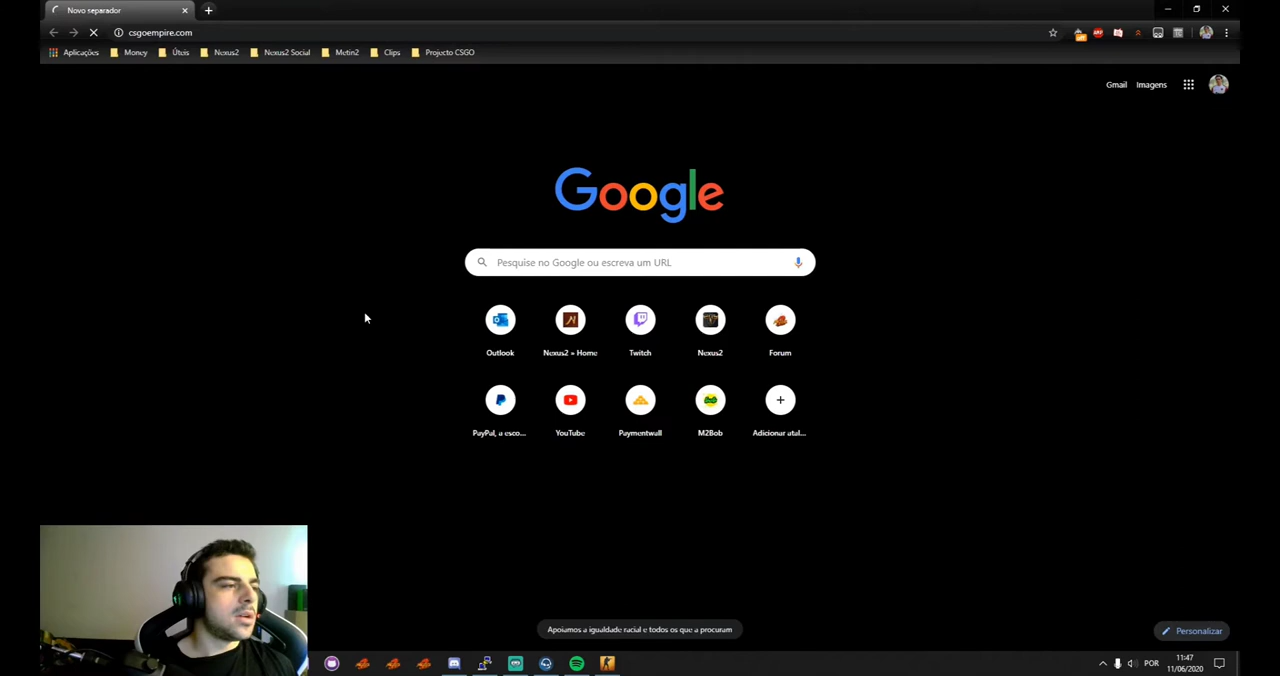 Novo separador
csgoempire.com
Aplicações Money Úteis Nexus2 Nexus2 Social Metin2 Clips Projecto CSGO
Gmail Imagens
Google
Pesquise no Google ou escreva um URL
Outlook Nexus2 » Home Twitch Nexus2 Forum
PayPal, a esco... YouTube Paymentwall M2Bob Adicionar atal...
Apoiamos a igualdade racial e todos os que a procuram
Personalizar
POR 11:47
11/06/2020